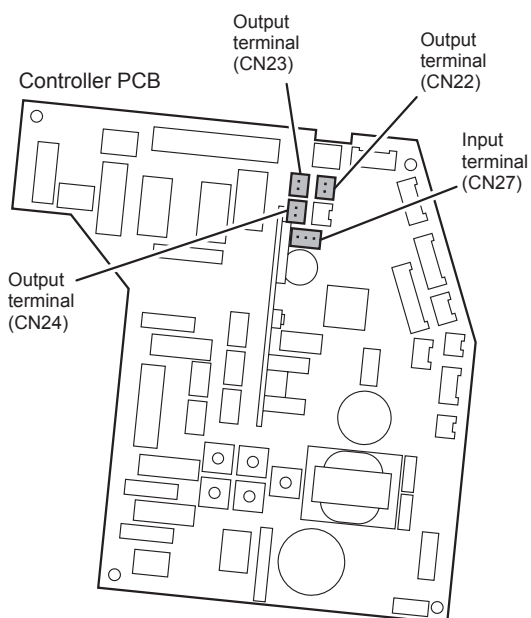 Output
terminal
(CN23)
Output
terminal
(CN22)
Controller PCB
Input
terminal
(CN27)
Output
terminal
(CN24)